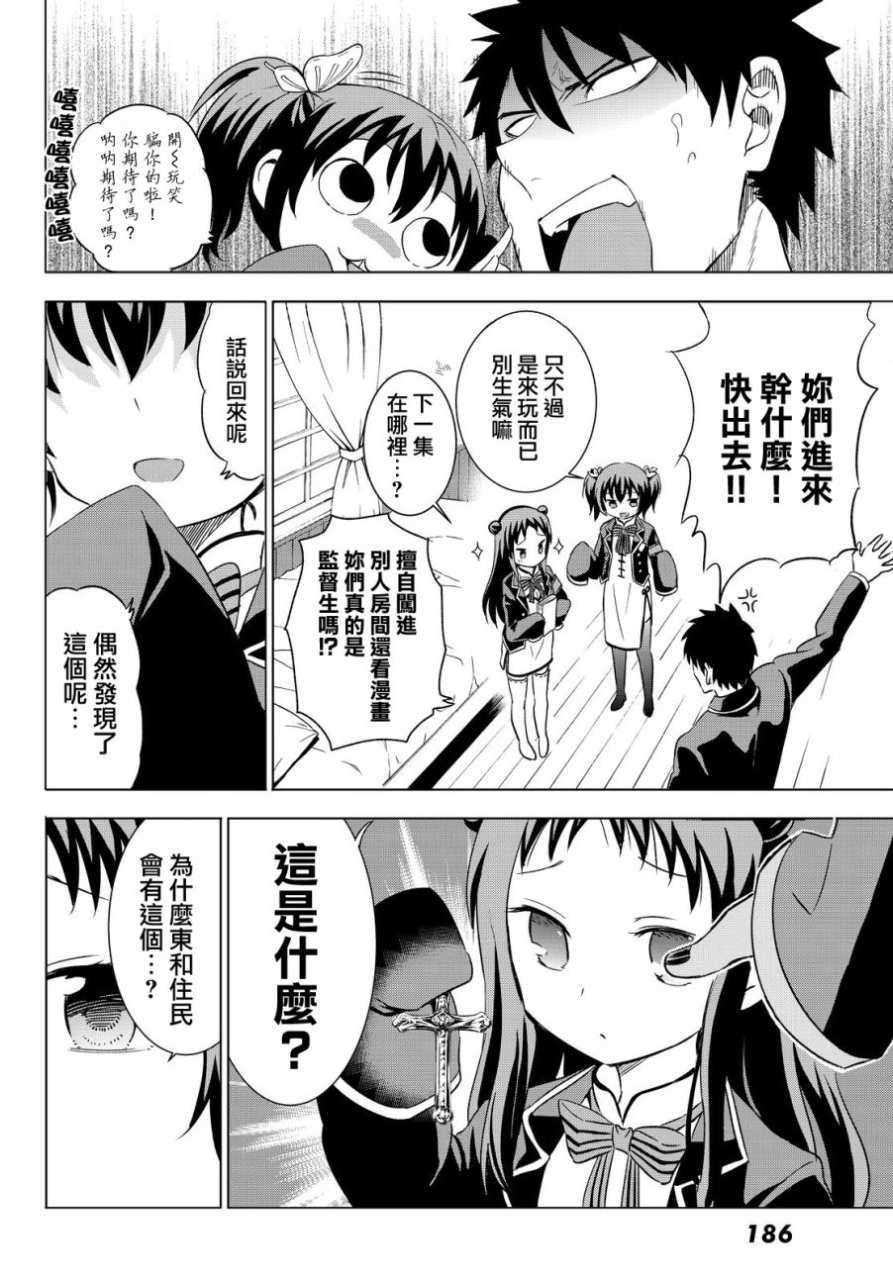 開～玩笑
騙你的啦！
你期待了嗎？
吶吶期待了嗎？
嘻嘻嘻嘻嘻嘻
妳們進來
幹什麼！
快出去!!
只不過
是來玩而已
別生氣嘛
下一集
在哪裡…？
擅自闖進
別人房間還看漫畫
妳們真的是
監督生嗎!?
話說回來呢
偶然發現了
這個呢…
這是什麼？
為什麼東和住民
會有這個…？
186